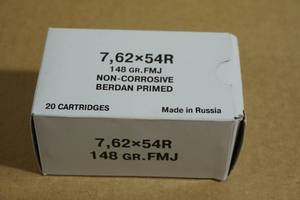 7,62×54R
148 GR.FMJ
NON-CORROSIVE
BERDAN PRIMED
20 CARTRIDGES Made in Russia
7,62×54R
148 GR.FMJ